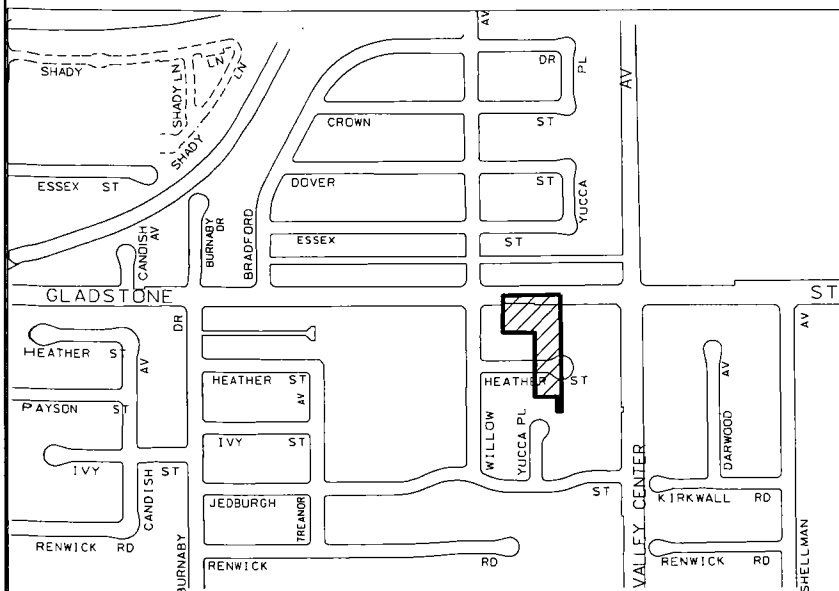 AV
DR
PL
AV
SHADY
SHADY LN
LN
LN
SHADY
CROWN ST
ESSEX ST
DOVER ST
YUCCA
CANDISH AV
BURNABY DR
BRADFORD
ESSEX ST
GLADSTONE ST
DR
AV
HEATHER ST
AV
HEATHER ST
AV
HEATHER ST
AV
PAYSON ST
IVY ST
WILLOW
YUCCA PL
DARWOOD
IVY ST
CANDISH
JEDBURGH ST
TREANOR
VALLEY CENTER
KIRKWALL RD
RENWICK RD
BURNABY
RENWICK RD
RENWICK RD
SHELLMAN